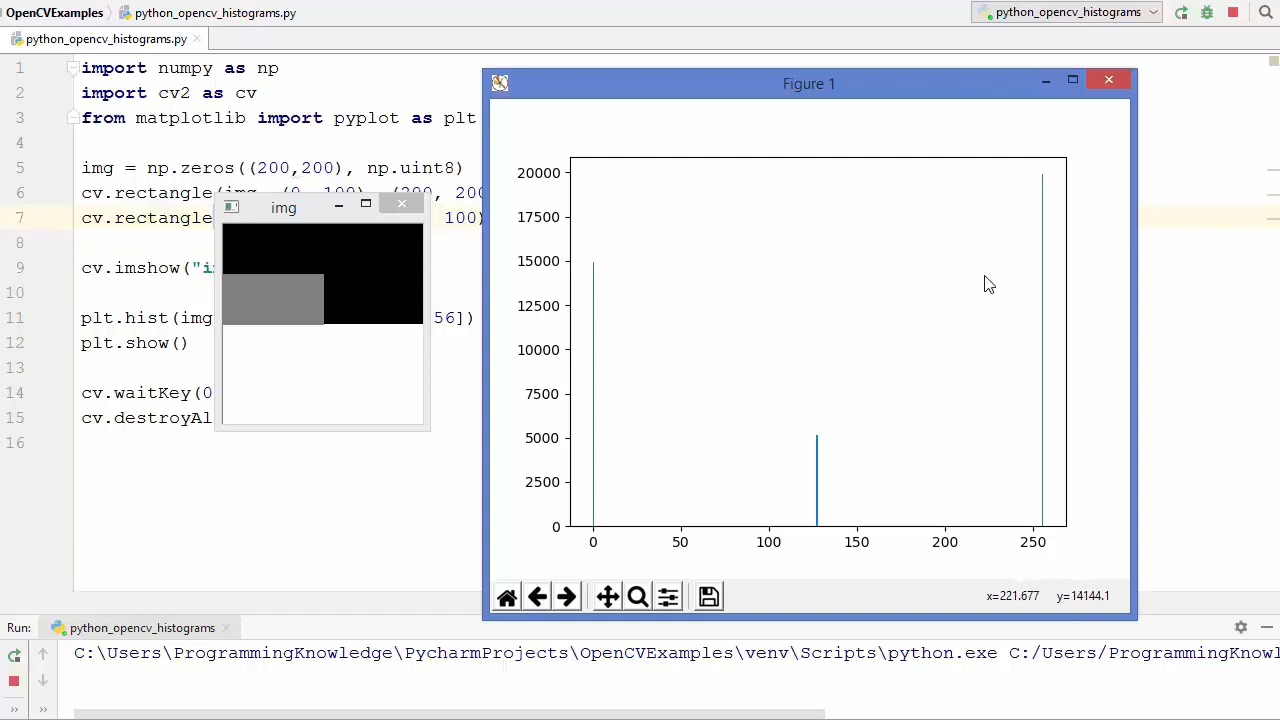 OpenCVExamples python_opencv_histograms.py python_opencv_histograms
python_opencv_histograms.py
1 import numpy as np
2 import cv2 as cv
3 from matplotlib import pyplot as plt
4
5 img = np.zeros((200,200), np.uint8)
6 cv.rectangle(img, (0, 100), (200, 200
7 cv.rectangle 100)
8
9 cv.imshow("i
10
11 plt.hist(img 56])
12 plt.show()
13
14 cv.waitKey(0
15 cv.destroyAl
16
img
Figure 1
20000
17500
15000
12500
10000
7500
5000
2500
0
0 50 100 150 200 250
x=221.677 y=14144.1
Run: python_opencv_histograms
C:\Users\ProgrammingKnowledge\PycharmProjects\OpenCVExamples\venv\Scripts\python.exe C:/Users/ProgrammingKnowl